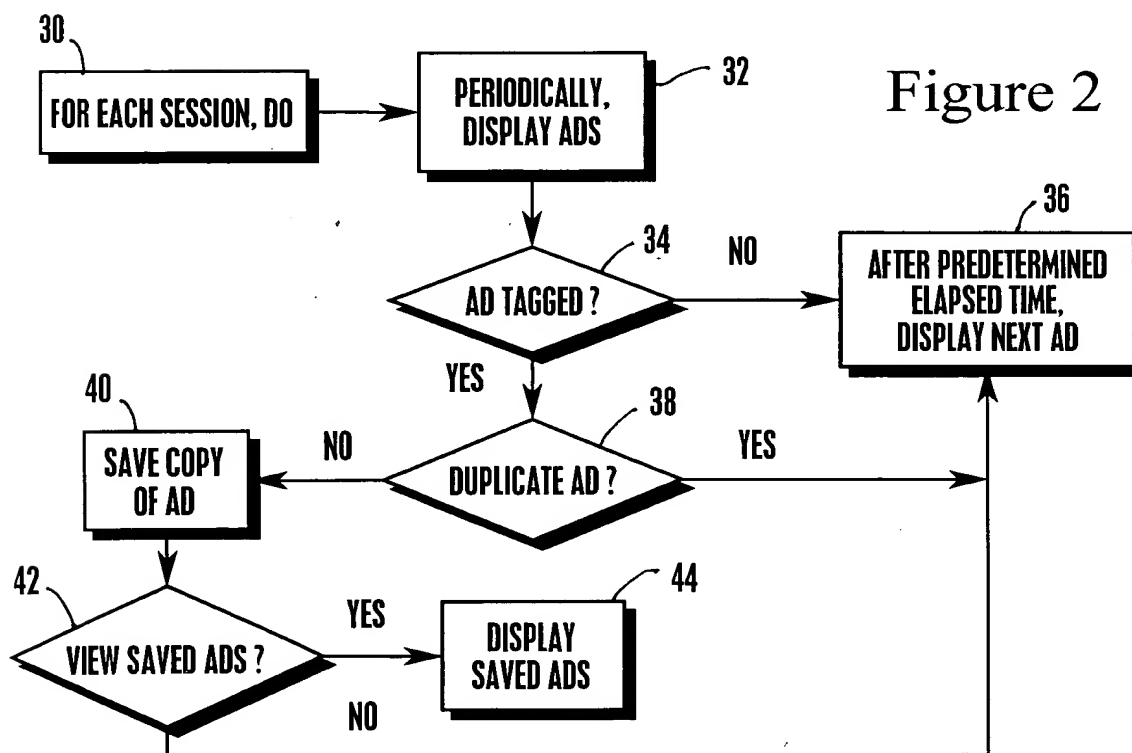 Figure 2
30
FOR EACH SESSION, DO
32
PERIODICALLY,
DISPLAY ADS
34
AD TAGGED ?
NO
36
AFTER PREDETERMINED
ELAPSED TIME,
DISPLAY NEXT AD
YES
38
DUPLICATE AD ?
YES
NO
40
SAVE COPY
OF AD
42
VIEW SAVED ADS ?
YES
44
DISPLAY
SAVED ADS
NO